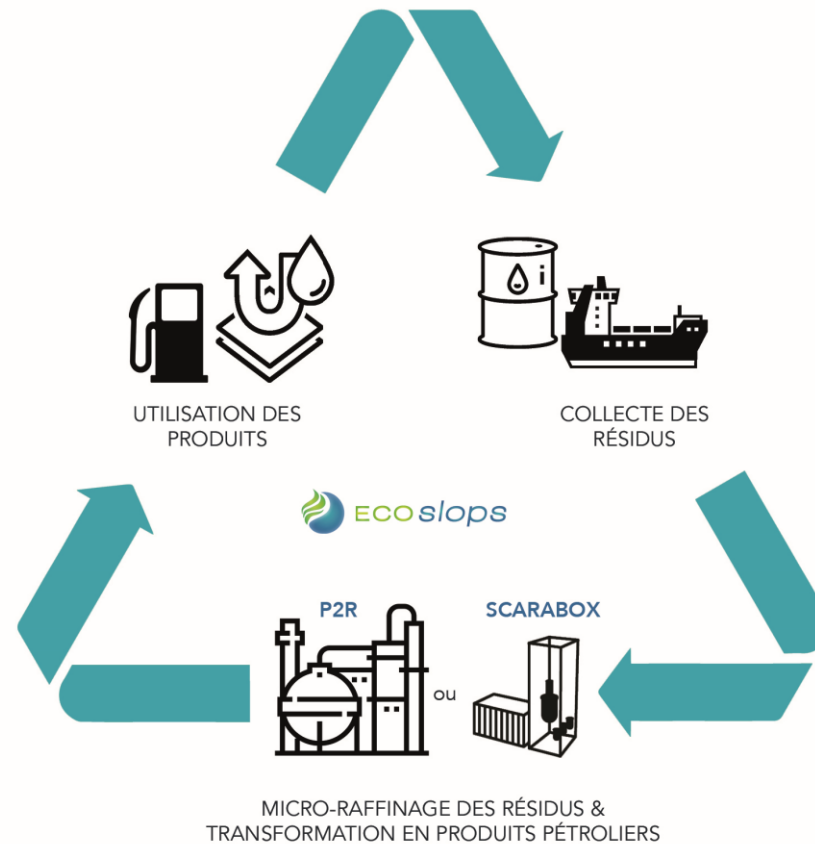 UTILISATION DES
PRODUITS
COLLECTE DES
RÉSIDUS
ECOslops
P2R
SCARABOX
ou
MICRO-RAFFINAGE DES RÉSIDUS &
TRANSFORMATION EN PRODUITS PÉTROLIERS